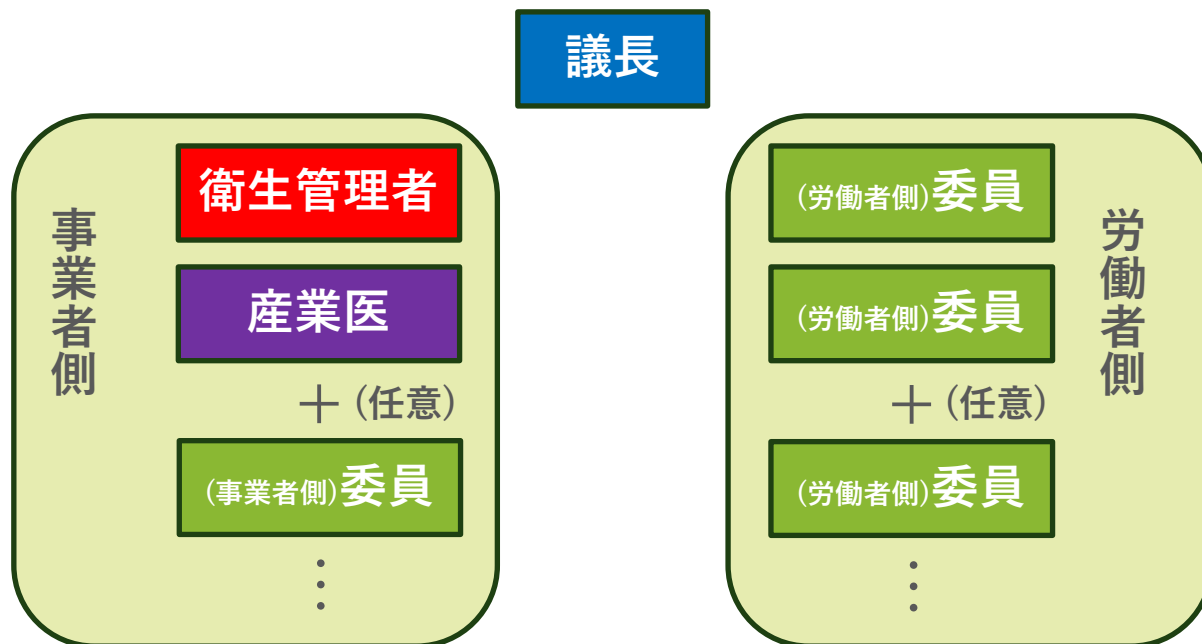 議長
事業者側
衛生管理者
産業医
＋(任意)
(事業者側)委員
⋮
労働者側
(労働者側)委員
(労働者側)委員
＋(任意)
(労働者側)委員
⋮